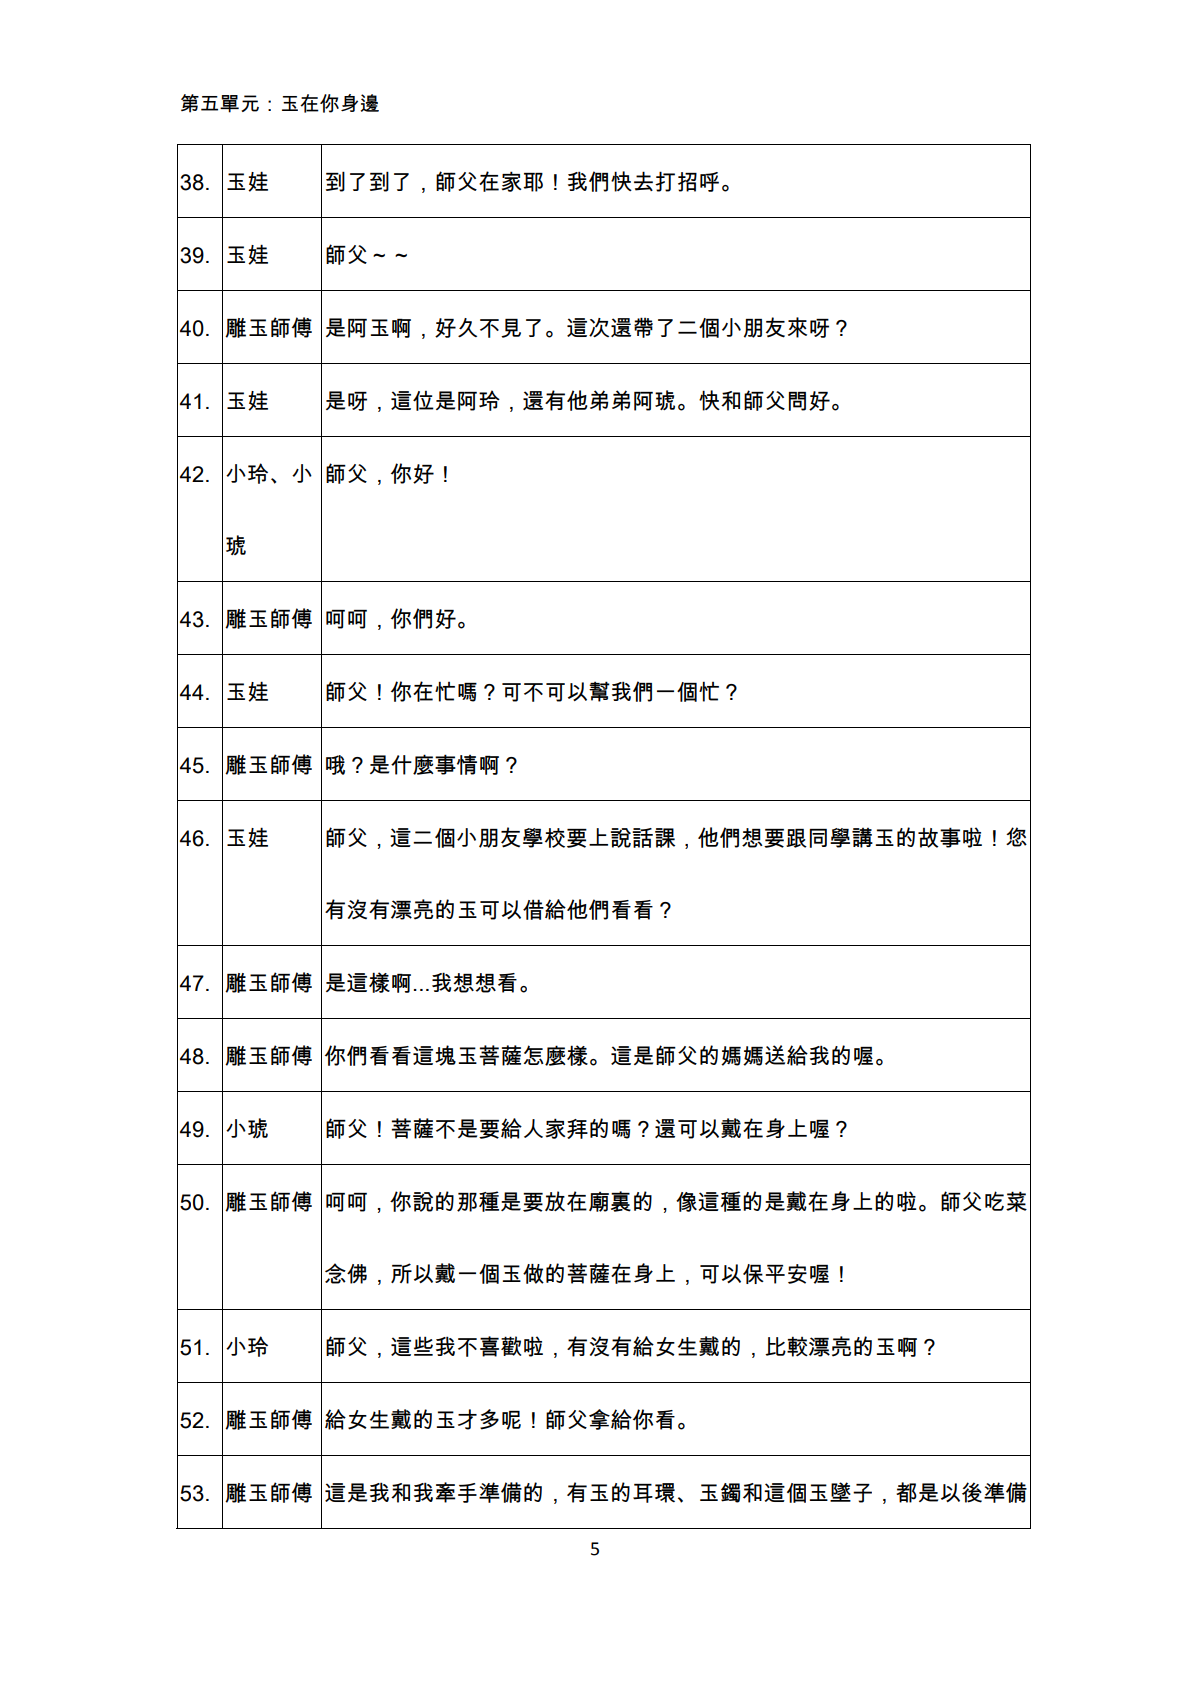 第五單元：玉在你身邊
38. 玉娃 到了到了，師父在家耶！我們快去打招呼。
39. 玉娃 師父～～
40. 雕玉師傅 是阿玉啊，好久不見了。這次還帶了二個小朋友來呀？
41. 玉娃 是呀，這位是阿玲，還有他弟弟阿琥。快和師父問好。
42. 小玲、小 師父，你好！
琥
43. 雕玉師傅 呵呵，你們好。
44. 玉娃 師父！你在忙嗎？可不可以幫我們一個忙？
45. 雕玉師傅 哦？是什麼事情啊？
46. 玉娃 師父，這二個小朋友學校要上說話課，他們想要跟同學講玉的故事啦！您
有沒有漂亮的玉可以借給他們看看？
47. 雕玉師傅 是這樣啊...我想想看。
48. 雕玉師傅 你們看看這塊玉菩薩怎麼樣。這是師父的媽媽送給我的喔。
49. 小琥 師父！菩薩不是要給人家拜的嗎？還可以戴在身上喔？
50. 雕玉師傅 呵呵，你說的那種是要放在廟裏的，像這種的是戴在身上的啦。師父吃菜
念佛，所以戴一個玉做的菩薩在身上，可以保平安喔！
51. 小玲 師父，這些我不喜歡啦，有沒有給女生戴的，比較漂亮的玉啊？
52. 雕玉師傅 給女生戴的玉才多呢！師父拿給你看。
53. 雕玉師傅 這是我和我牽手準備的，有玉的耳環、玉鐲和這個玉墜子，都是以後準備
5